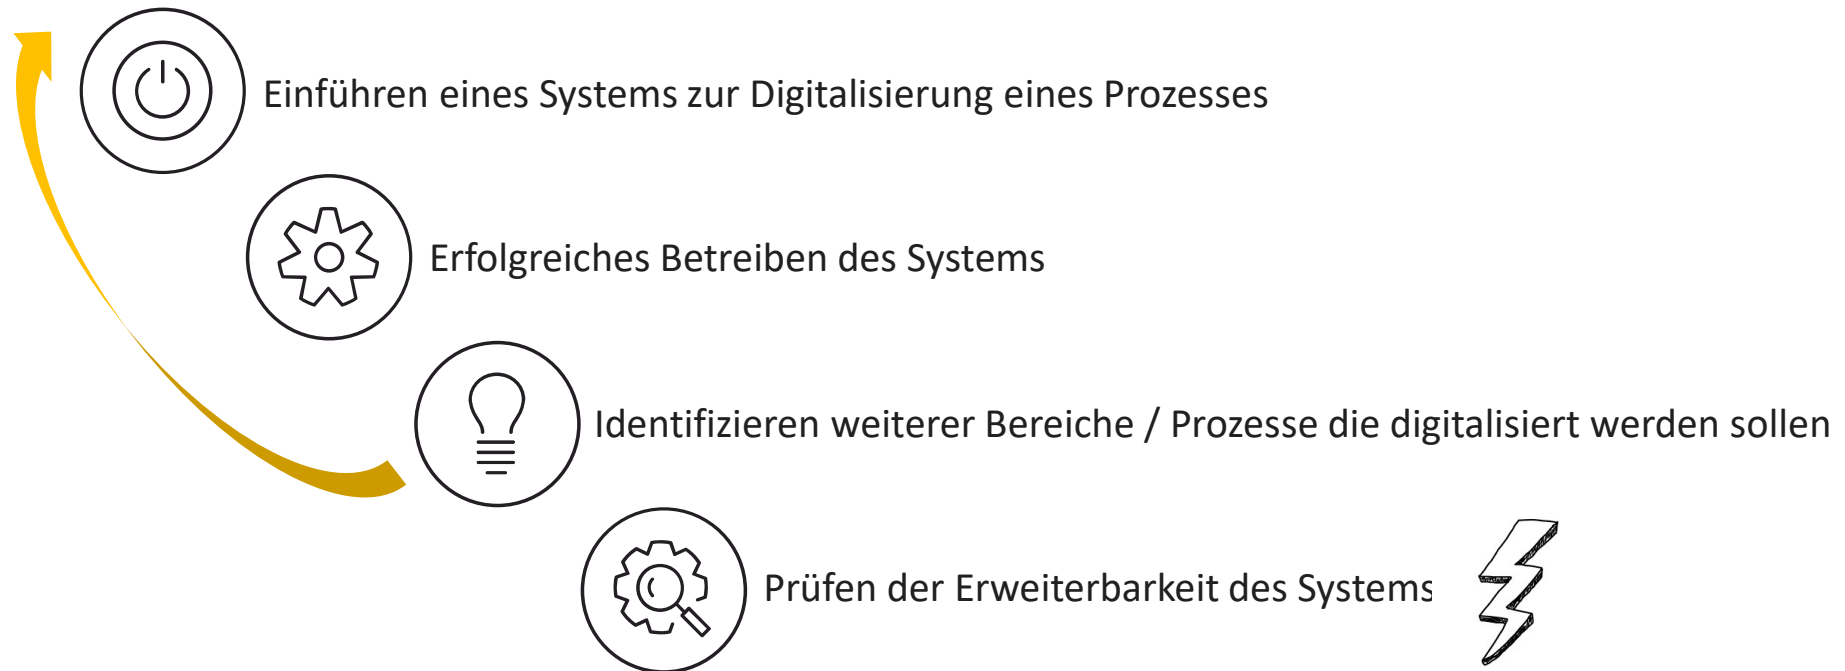 Einführen eines Systems zur Digitalisierung eines Prozesses
Erfolgreiches Betreiben des Systems
Identifizieren weiterer Bereiche / Prozesse die digitalisiert werden sollen
Prüfen der Erweiterbarkeit des Systems